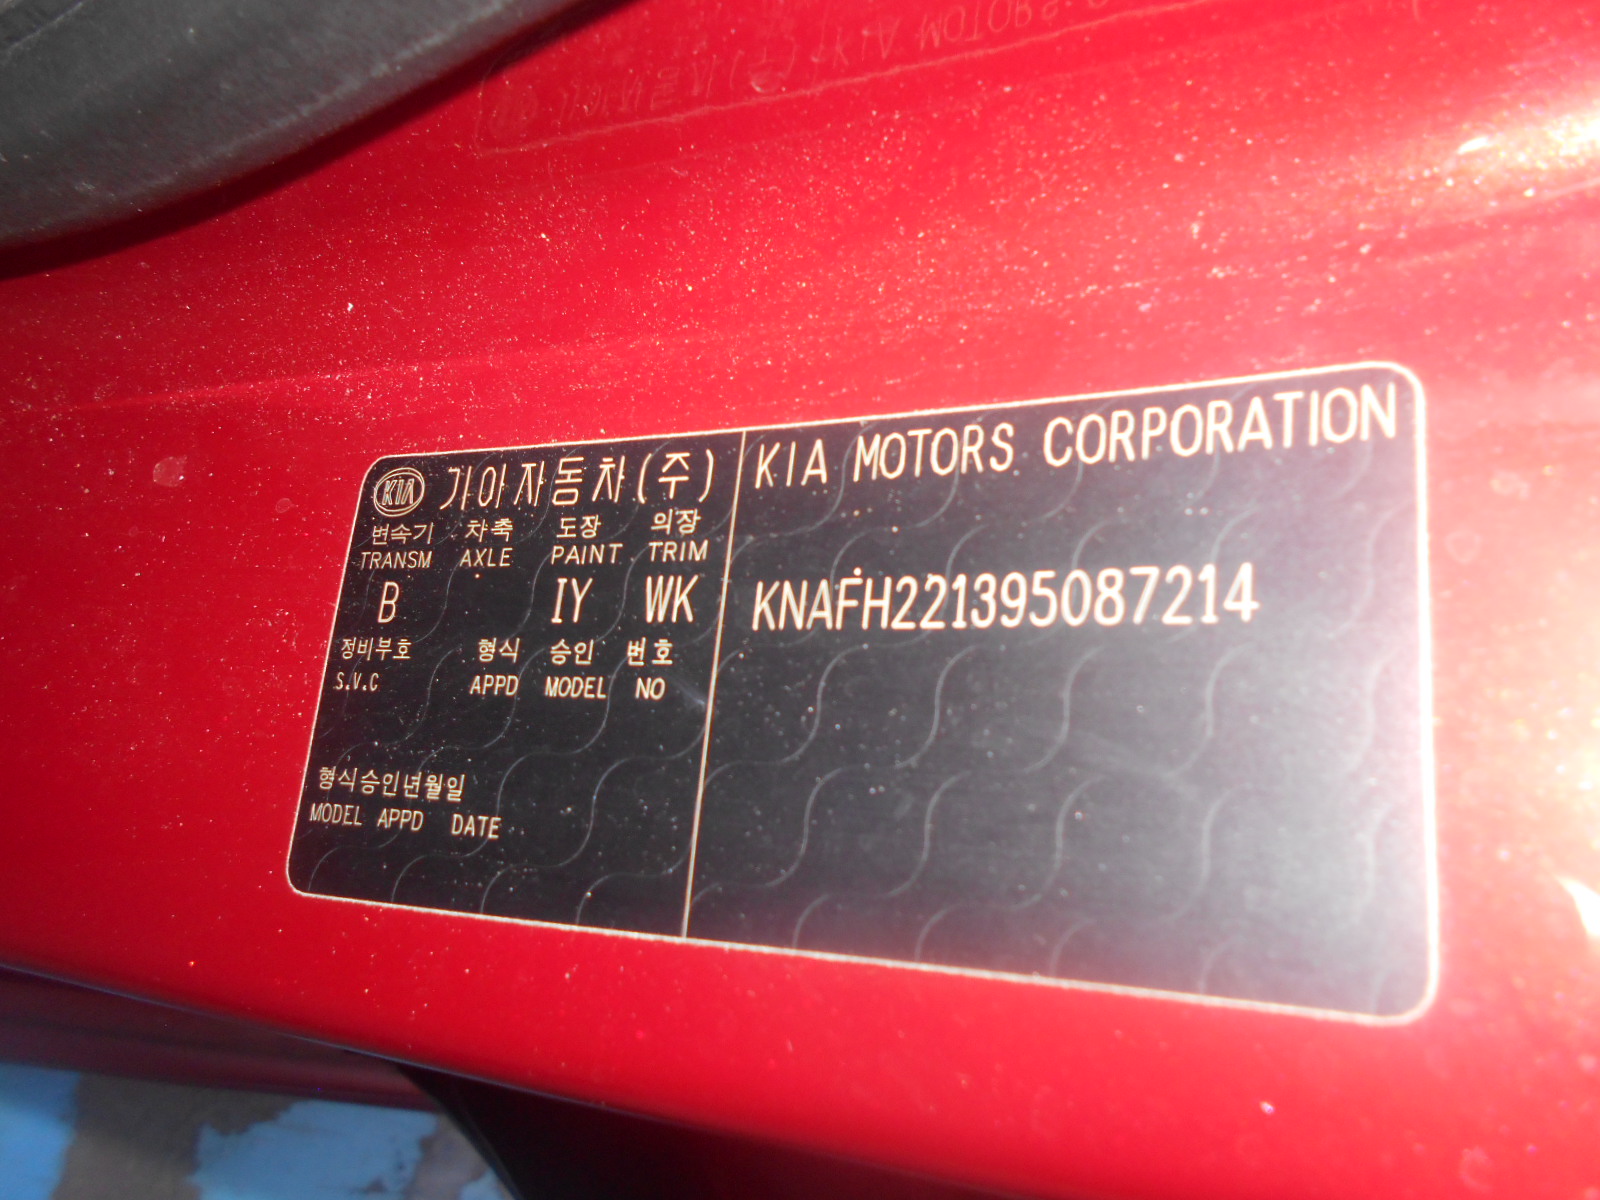 KIA 기아자동차(주)
KIA MOTORS CORPORATION
변속기 차축 도장 의장
TRANSM AXLE PAINT TRIM
B IY WK
KNAFH221395087214
정비부호 형식 승인 번호
S.V.C APPD MODEL NO
형식승인년월일
MODEL APPD DATE